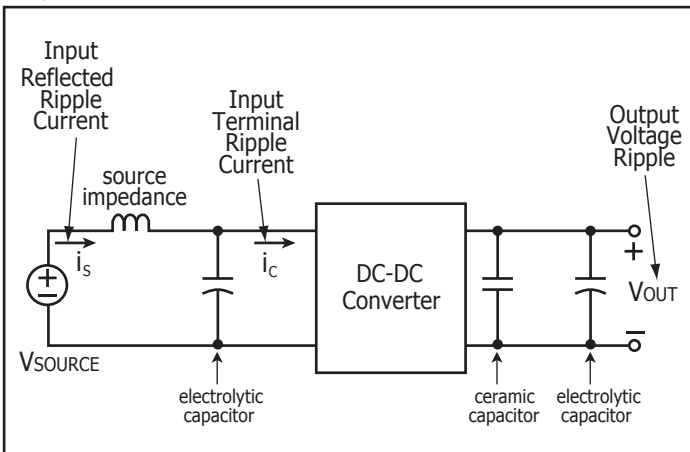 Input
Reflected
Ripple
Current
Input
Terminal
Ripple
Current
Output
Voltage
Ripple
source
impedance
iS
iC
DC-DC
Converter
+
−
+
VOUT
−
VSOURCE
electrolytic
capacitor
ceramic
capacitor
electrolytic
capacitor